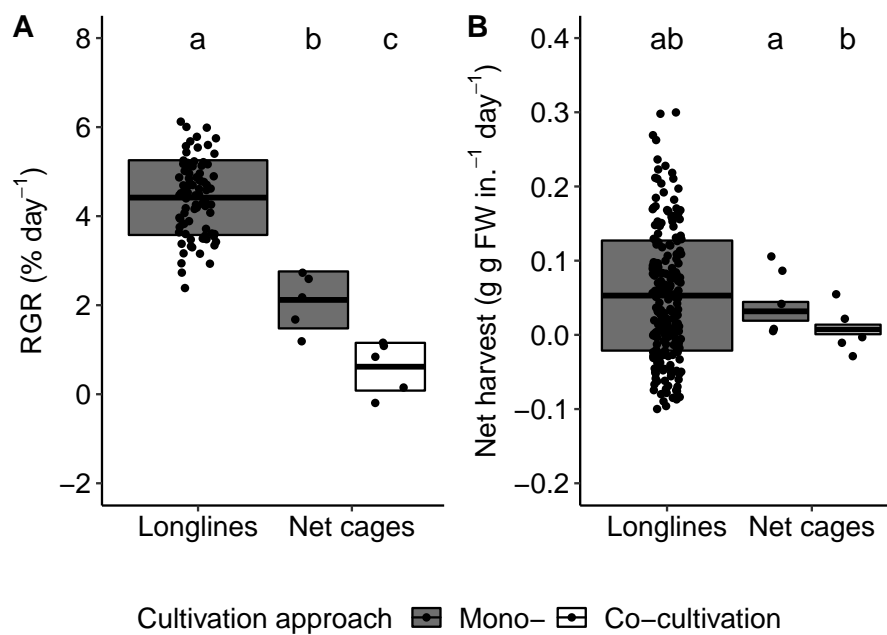 A
8
6
4
2
0
−2
RGR (% day−1)
a
b
c
Longlines
Net cages
B
0.4
0.3
0.2
0.1
0.0
−0.1
−0.2
Net harvest (g g FW in.−1 day−1)
ab
a
b
Longlines
Net cages
Cultivation approach Mono− Co−cultivation